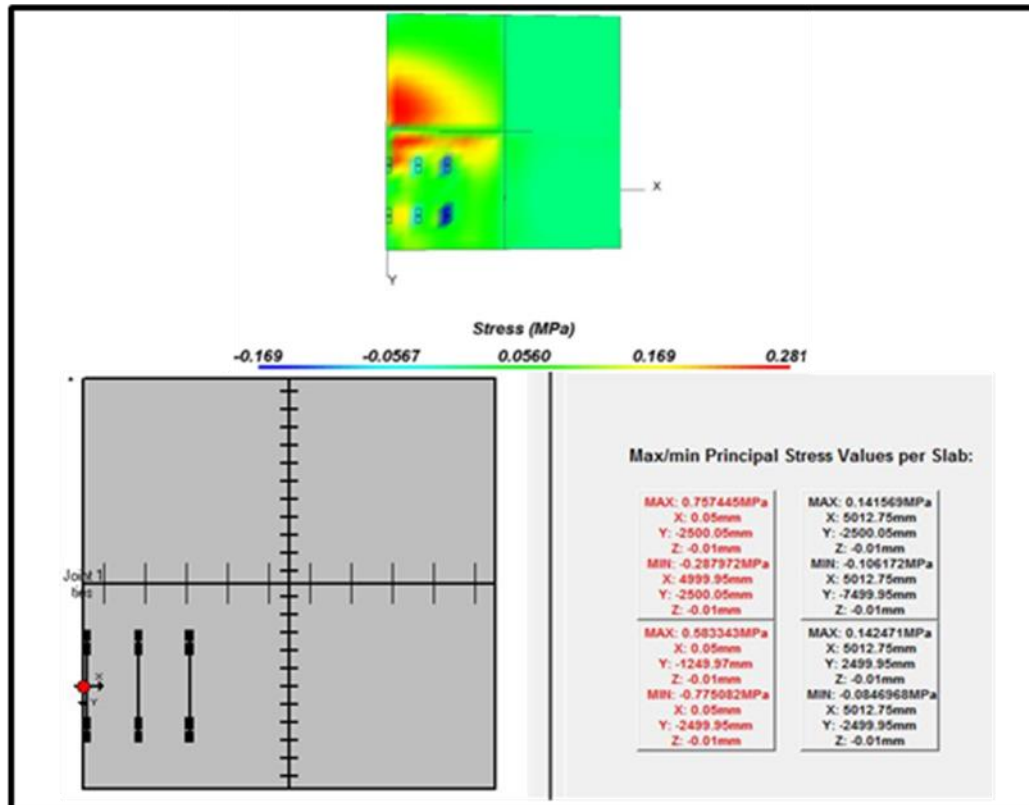 X
Y
Stress (MPa)
-0.169 -0.0567 0.0560 0.169 0.281
Joint 1
ties
X
Y
Max/min Principal Stress Values per Slab:
MAX: 0.757445MPa
X: 0.05mm
Y: -2500.05mm
Z: -0.01mm
MIN: -0.287972MPa
X: 4999.95mm
Y: -2500.05mm
Z: -0.01mm
MAX: 0.141569MPa
X: 5012.75mm
Y: -2500.05mm
Z: -0.01mm
MIN: -0.106172MPa
X: 5012.75mm
Y: -7499.95mm
Z: -0.01mm
MAX: 0.583343MPa
X: 0.05mm
Y: -1249.97mm
Z: -0.01mm
MIN: -0.775082MPa
X: 0.05mm
Y: -2499.95mm
Z: -0.01mm
MAX: 0.142471MPa
X: 5012.75mm
Y: 2499.95mm
Z: -0.01mm
MIN: -0.0846968MPa
X: 5012.75mm
Y: -2499.95mm
Z: -0.01mm